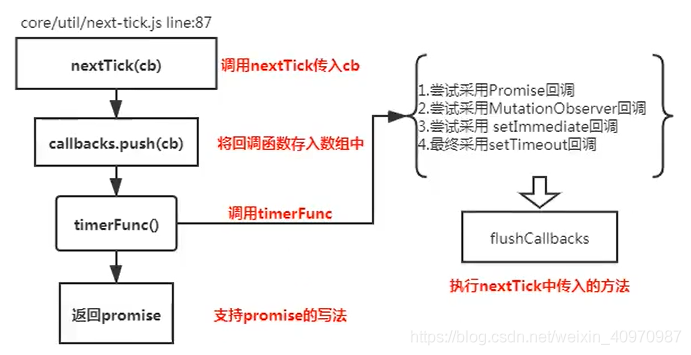 core/util/next-tick.js line:87
nextTick(cb)
调用nextTick传入cb
callbacks.push(cb)
将回调函数存入数组中
timerFunc()
调用timerFunc
返回promise
支持promise的写法
1.尝试采用Promise回调
2.尝试采用MutationObserver回调
3.尝试采用 setImmediate回调
4.最终采用setTimeout回调
flushCallbacks
执行nextTick中传入的方法
https://blog.csdn.net/weixin_40970987